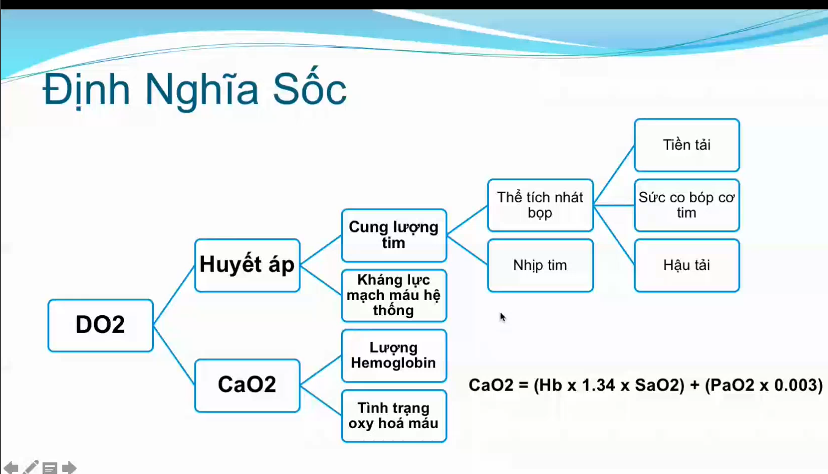 Định Nghĩa Sốc
Tiền tải
Thể tích nhát
bọp
Sức co bóp cơ
tim
Cung lượng
tim
Huyết áp
Nhịp tim
Hậu tải
Kháng lực
mạch máu hệ
thống
DO2
Lượng
Hemoglobin
CaO2
CaO2 = (Hb x 1.34 x SaO2) + (PaO2 x 0.003)
Tình trạng
oxy hoá máu